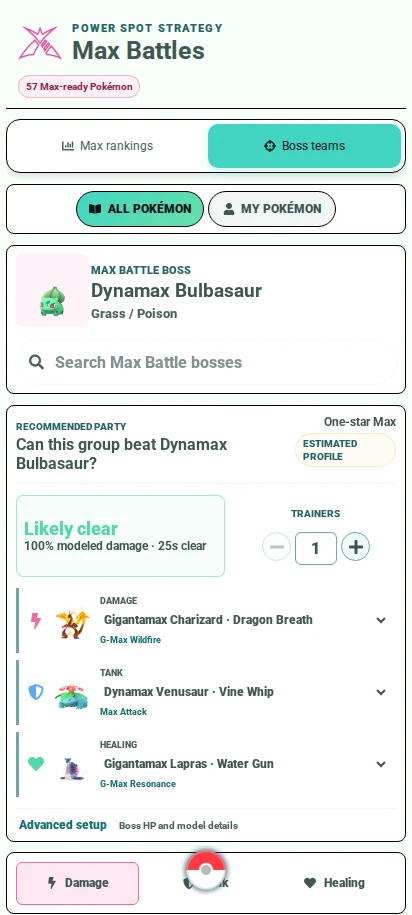 POWER SPOT STRATEGY
Max Battles
57 Max-ready Pokémon
Max rankings
Boss teams
ALL POKÉMON
MY POKÉMON
MAX BATTLE BOSS
Dynamax Bulbasaur
Grass / Poison
Search Max Battle bosses
RECOMMENDED PARTY
Can this group beat Dynamax
Bulbasaur?
One-star Max
ESTIMATED
PROFILE
Likely clear
100% modeled damage · 25s clear
TRAINERS
1
DAMAGE
Gigantamax Charizard · Dragon Breath
G-Max Wildfire
TANK
Dynamax Venusaur · Vine Whip
Max Attack
HEALING
Gigantamax Lapras · Water Gun
G-Max Resonance
Advanced setup Boss HP and model details
Damage
Healing